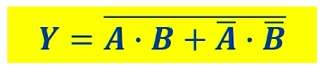 Y = \overline{A · B + \overline{A} · \overline{B}}